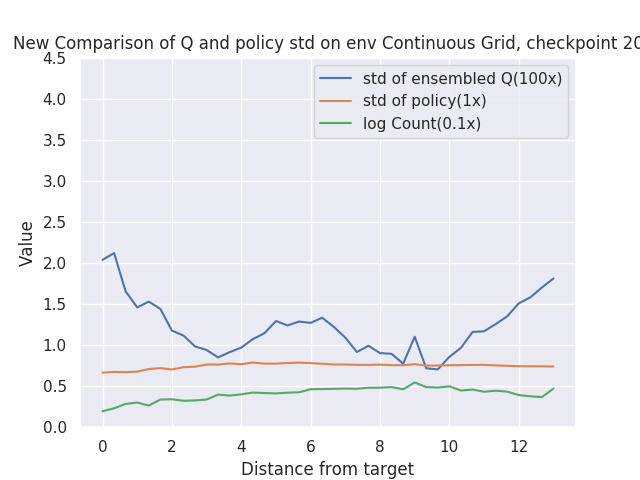 New Comparison of Q and policy std on env Continuous Grid, checkpoint 20
4.5
4.0
3.5
3.0
2.5
2.0
1.5
1.0
0.5
0.0
Value
std of ensembled Q(100x)
std of policy(1x)
log Count(0.1x)
0 2 4 6 8 10 12
Distance from target